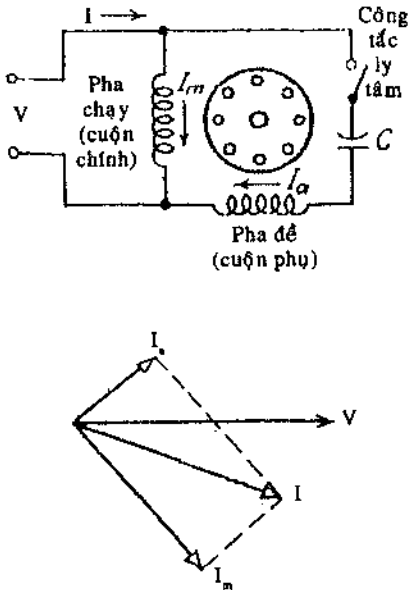 I
Công
tắc
ly
tâm
V
Pha
chạy
(cuộn
chính)
Im
C
Ia
Pha đề
(cuộn phụ)
V
I
Im